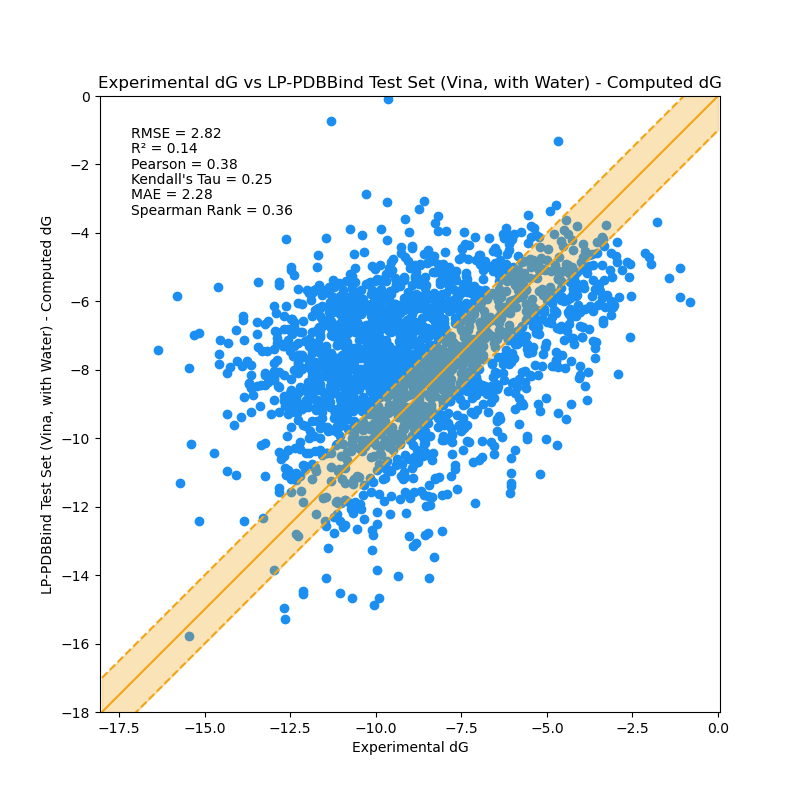 Experimental dG vs LP-PDBBind Test Set (Vina, with Water) - Computed dG
RMSE = 2.82
R² = 0.14
Pearson = 0.38
Kendall's Tau = 0.25
MAE = 2.28
Spearman Rank = 0.36
LP-PDBBind Test Set (Vina, with Water) - Computed dG
0
−2
−4
−6
−8
−10
−12
−14
−16
−18
−17.5 −15.0 −12.5 −10.0 −7.5 −5.0 −2.5 0.0
Experimental dG